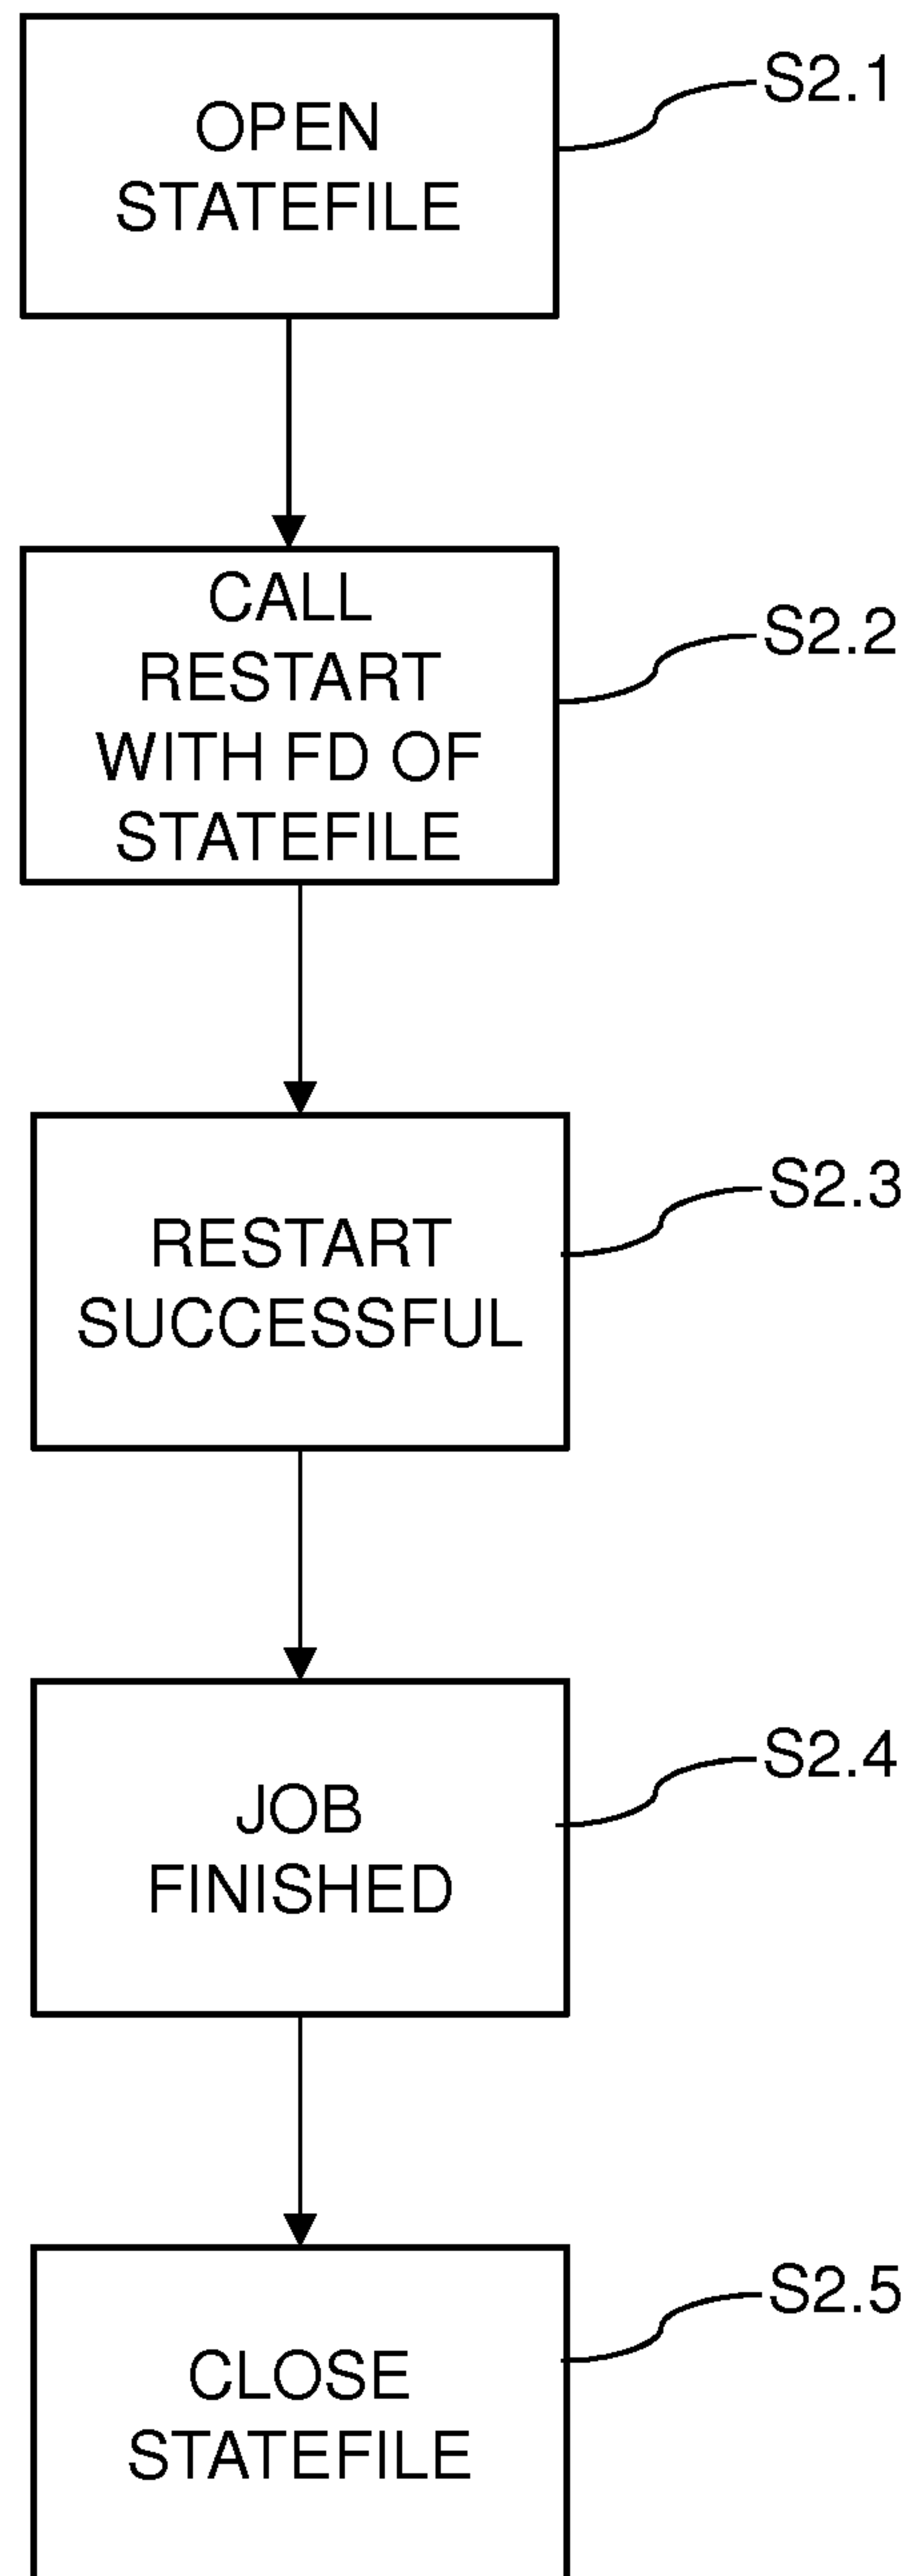 OPEN
STATEFILE
S2.1
CALL
RESTART
WITH FD OF
STATEFILE
S2.2
RESTART
SUCCESSFUL
S2.3
JOB
FINISHED
S2.4
CLOSE
STATEFILE
S2.5